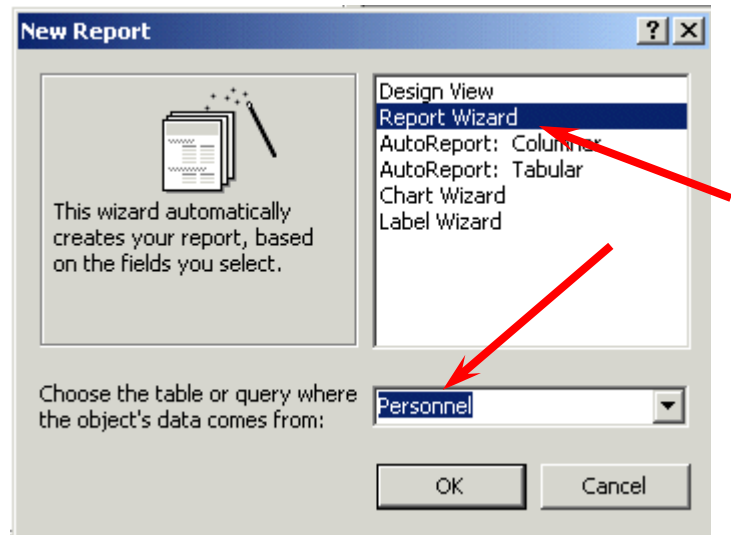 New Report
This wizard automatically
creates your report, based
on the fields you select.
Design View
Report Wizard
AutoReport: Columnar
AutoReport: Tabular
Chart Wizard
Label Wizard
Choose the table or query where
the object's data comes from:
Personnel
OK
Cancel